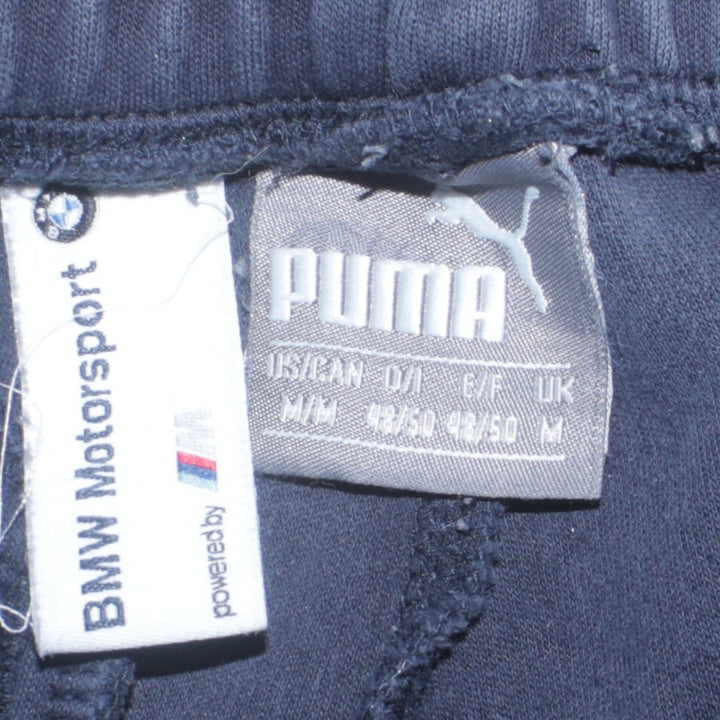 BMW Motorsport
powered by M
PUMA
US/CAN D/I E/F UK
M/M 48/50 48/50 M